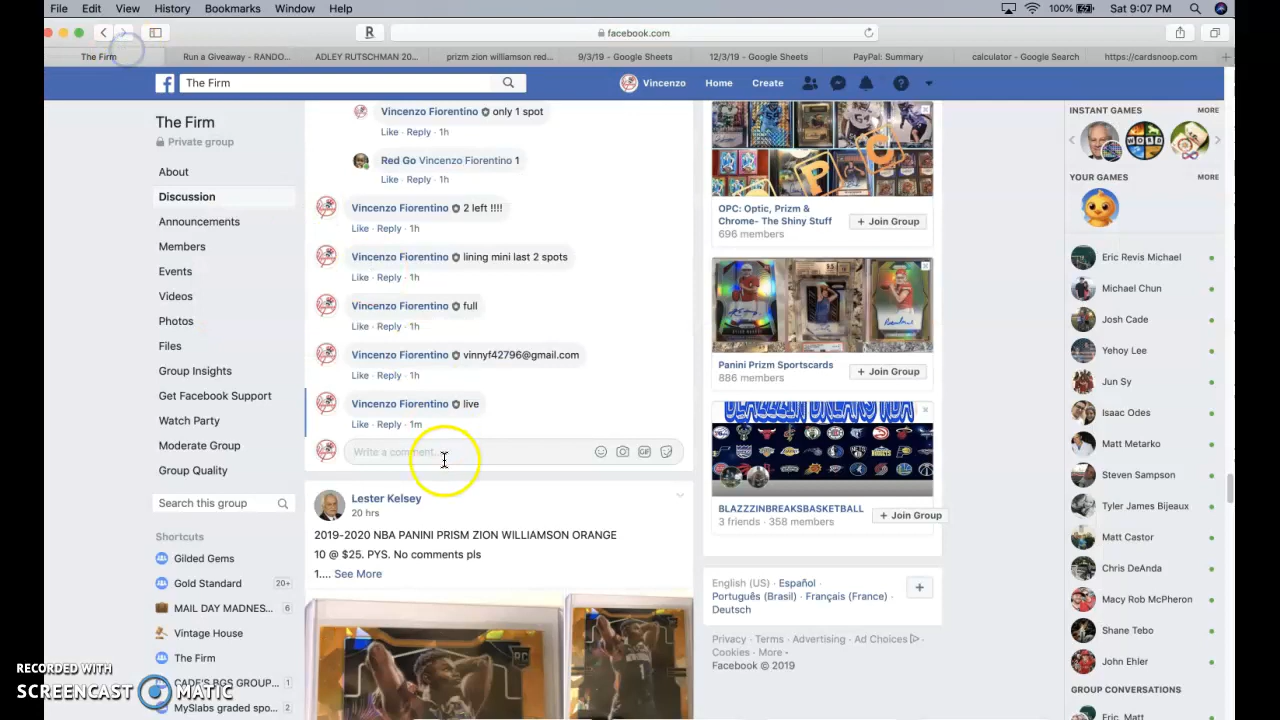 File Edit View History Bookmarks Window Help
100% Sat 9:07 PM
facebook.com
The Firm
Run a Giveaway - RANDO...
ADLEY RUTSCHMAN 20...
prizm zion williamson red...
9/3/19 - Google Sheets
12/3/19 - Google Sheets
PayPal: Summary
calculator - Google Search
https://cardsnoop.com
The Firm
Vincenzo
Home
Create
The Firm
Private group
About
Discussion
Announcements
Members
Events
Videos
Photos
Files
Group Insights
Get Facebook Support
Watch Party
Moderate Group
Group Quality
Search this group
Shortcuts
Gilded Gems
Gold Standard 20+
MAIL DAY MADNES... 6
Vintage House
The Firm
CADE'S BGS GROUP... 1
MySlabs graded spo... 2
Vincenzo Fiorentino only 1 spot
Like · Reply · 1h
Red Go Vincenzo Fiorentino 1
Like · Reply · 1h
Vincenzo Fiorentino 2 left !!!!
Like · Reply · 1h
Vincenzo Fiorentino lining mini last 2 spots
Like · Reply · 1h
Vincenzo Fiorentino full
Like · Reply · 1h
Vincenzo Fiorentino vinnyf42796@gmail.com
Like · Reply · 1h
Vincenzo Fiorentino live
Like · Reply · 1m
Write a comment...
GIF
Lester Kelsey
20 hrs
2019-2020 NBA PANINI PRISM ZION WILLIAMSON ORANGE
10 @ $25. PYS. No comments pls
1.... See More
PC
OPC: Optic, Prizm &
Chrome- The Shiny Stuff
696 members
+ Join Group
Panini Prizm Sportscards
886 members
+ Join Group
BLAZZZIN BREAKS NBA
BLAZZZINBREAKSBASKETBALL
3 friends · 358 members
+ Join Group
English (US) · Español ·
Português (Brasil) · Français (France) ·
Deutsch
Privacy · Terms · Advertising · Ad Choices ·
Cookies · More ·
Facebook © 2019
INSTANT GAMES MORE
YOUR GAMES MORE
Eric Revis Michael
Michael Chun
Josh Cade
Yehoy Lee
Jun Sy
Isaac Odes
Matt Metarko
Steven Sampson
Tyler James Bijeaux
Matt Castor
Chris DeAnda
Macy Rob McPheron
Shane Tebo
John Ehler
GROUP CONVERSATIONS
Eric, Matt
RECORDED WITH
SCREENCAST MATIC